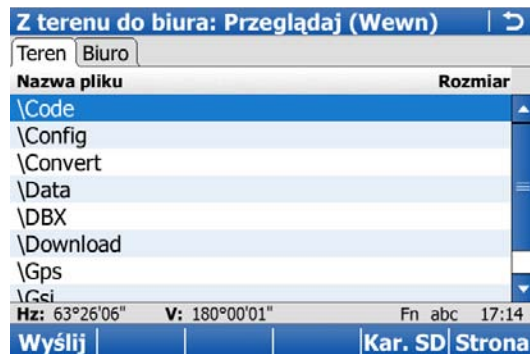 Z terenu do biura: Przeglądaj (Wewn)
Teren Biuro
Nazwa pliku Rozmiar
\Code
\Config
\Convert
\Data
\DBX
\Download
\Gps
\Gsi
Hz: 63°26'06" V: 180°00'01" Fn abc 17:14
Wyślij Kar. SD Strona